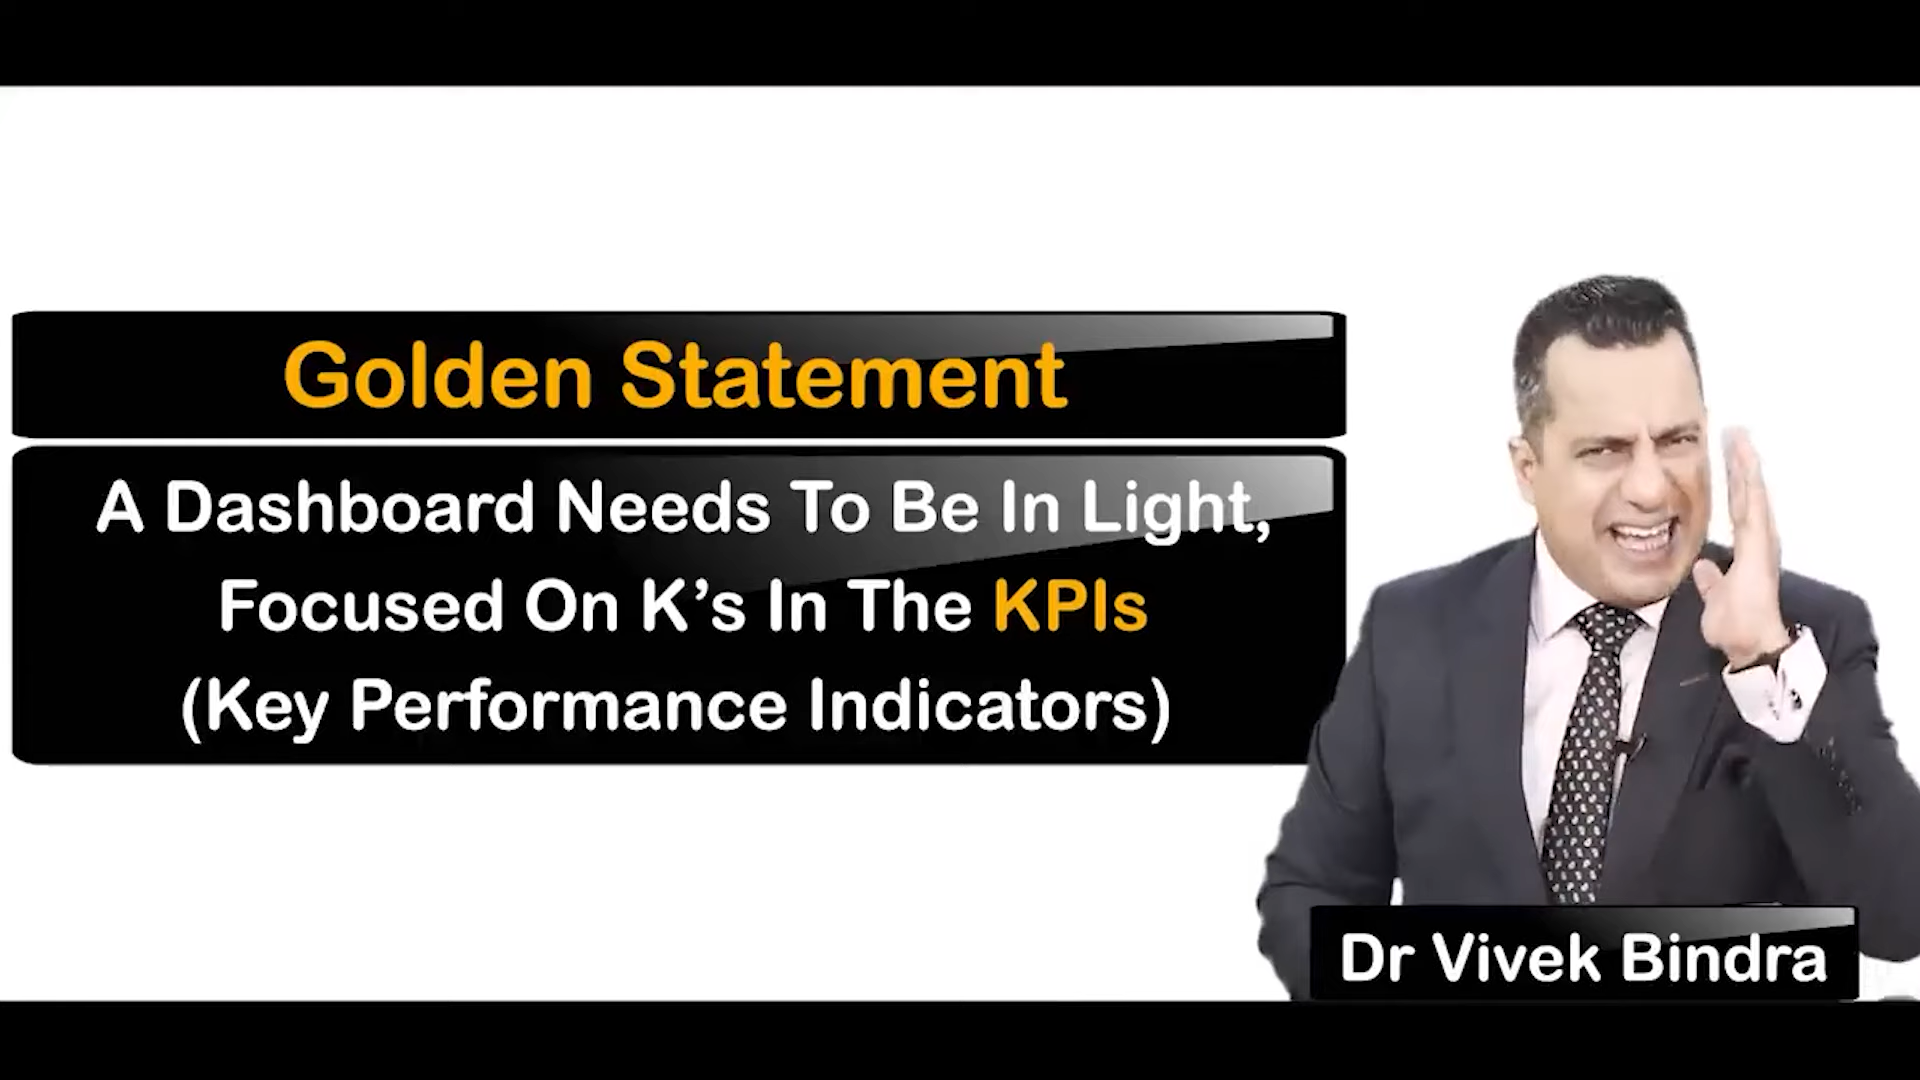 Golden Statement
A Dashboard Needs To Be In Light,
Focused On K’s In The KPIs
(Key Performance Indicators)
Dr Vivek Bindra